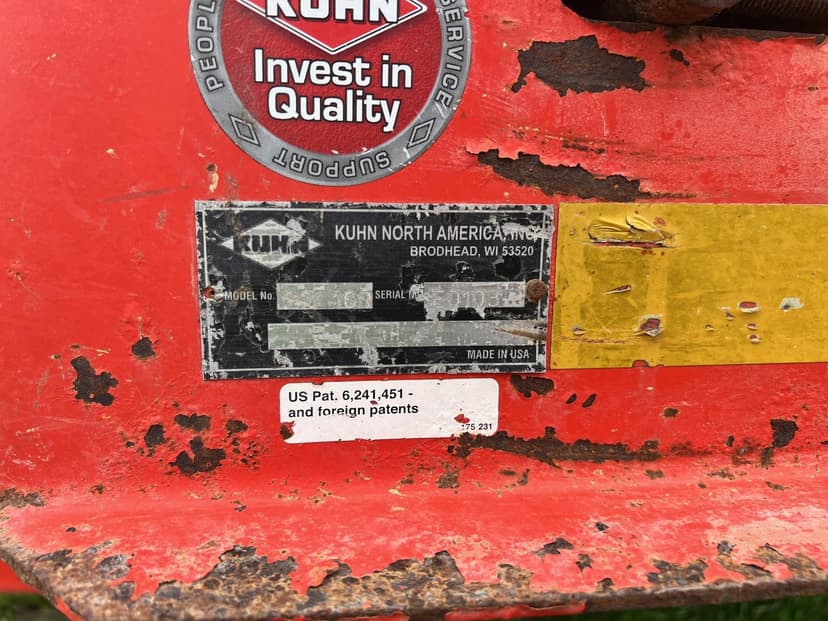 KUHN
PEOPLE
SERVICE
SUPPORT
Invest in
Quality
KUHN
KUHN NORTH AMERICA, INC.
BRODHEAD, WI 53520
MODEL No.
SERIAL
MADE IN USA
US Pat. 6,241,451 -
and foreign patents
175 231